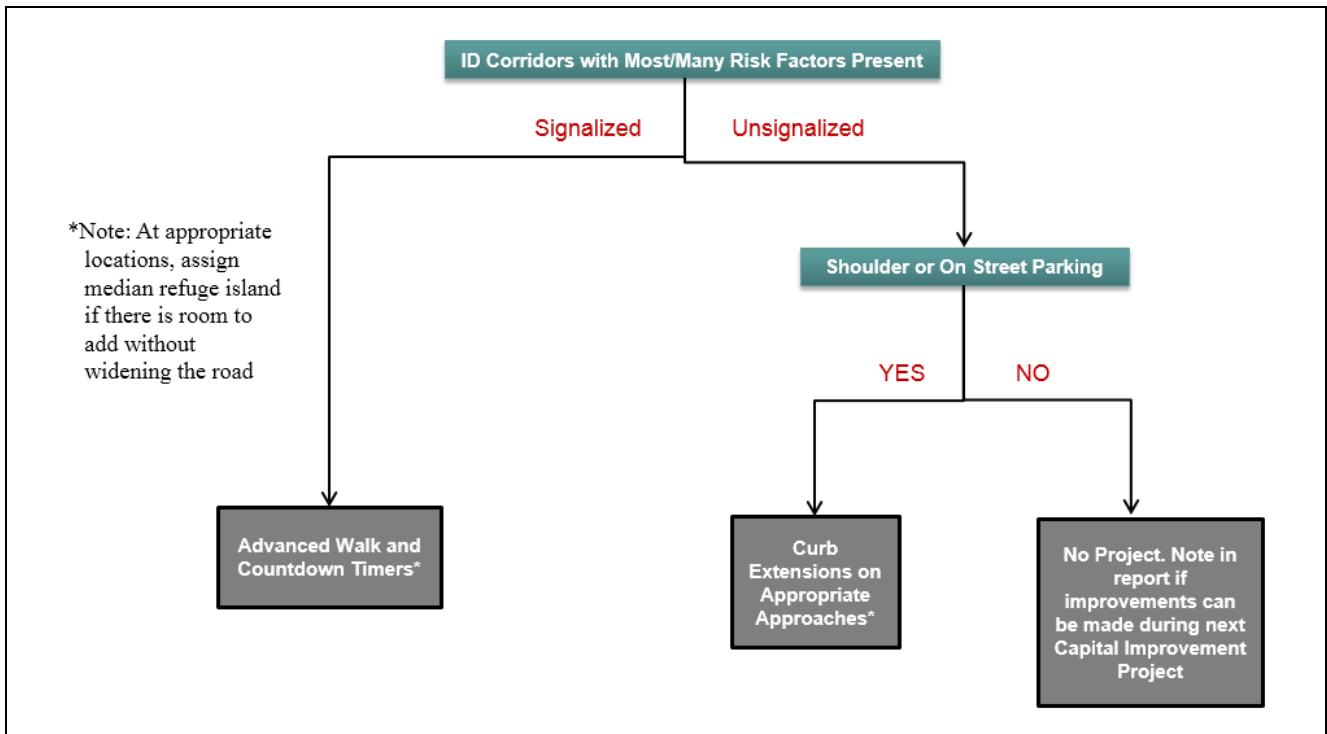 ID Corridors with Most/Many Risk Factors Present
Signalized
Unsignalized
*Note: At appropriate
locations, assign
median refuge island
if there is room to
add without
widening the road
Shoulder or On Street Parking
YES
NO
Advanced Walk and
Countdown Timers*
Curb
Extensions on
Appropriate
Approaches*
No Project. Note in
report if
improvements can
be made during next
Capital Improvement
Project